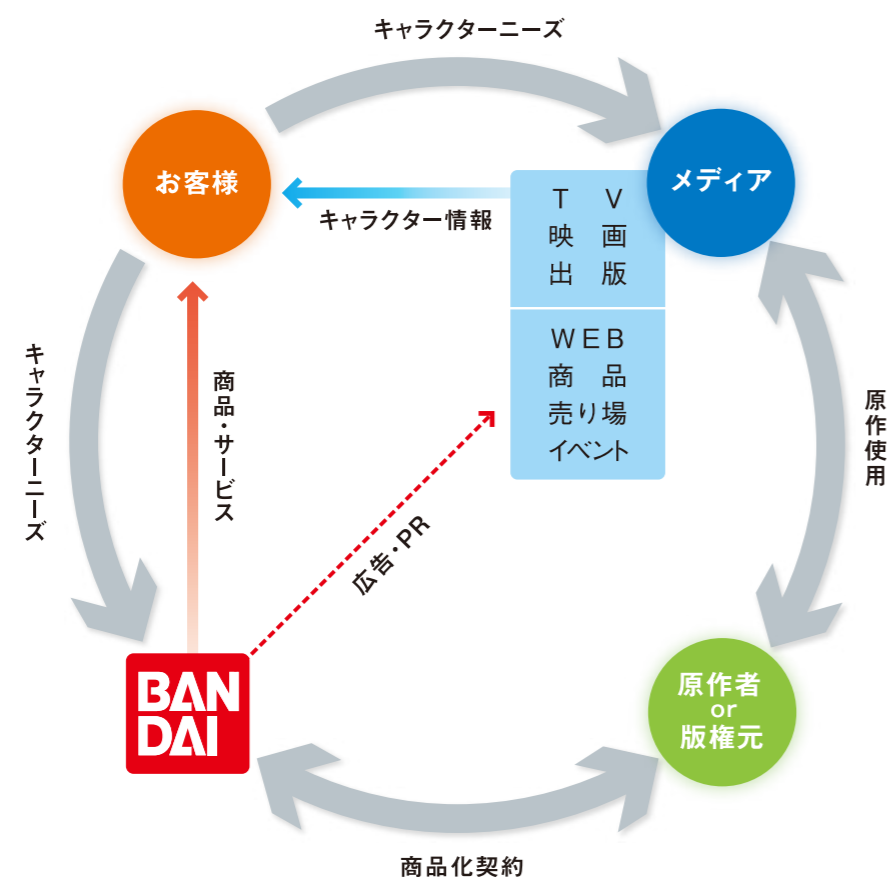 キャラクターニーズ
お客様
メディア
キャラクター情報
TV
映画
出版
WEB
商品
売り場
イベント
キャラクターニーズ
商品・サービス
広告・PR
原作使用
BAN
DAI
原作者
or
版権元
商品化契約